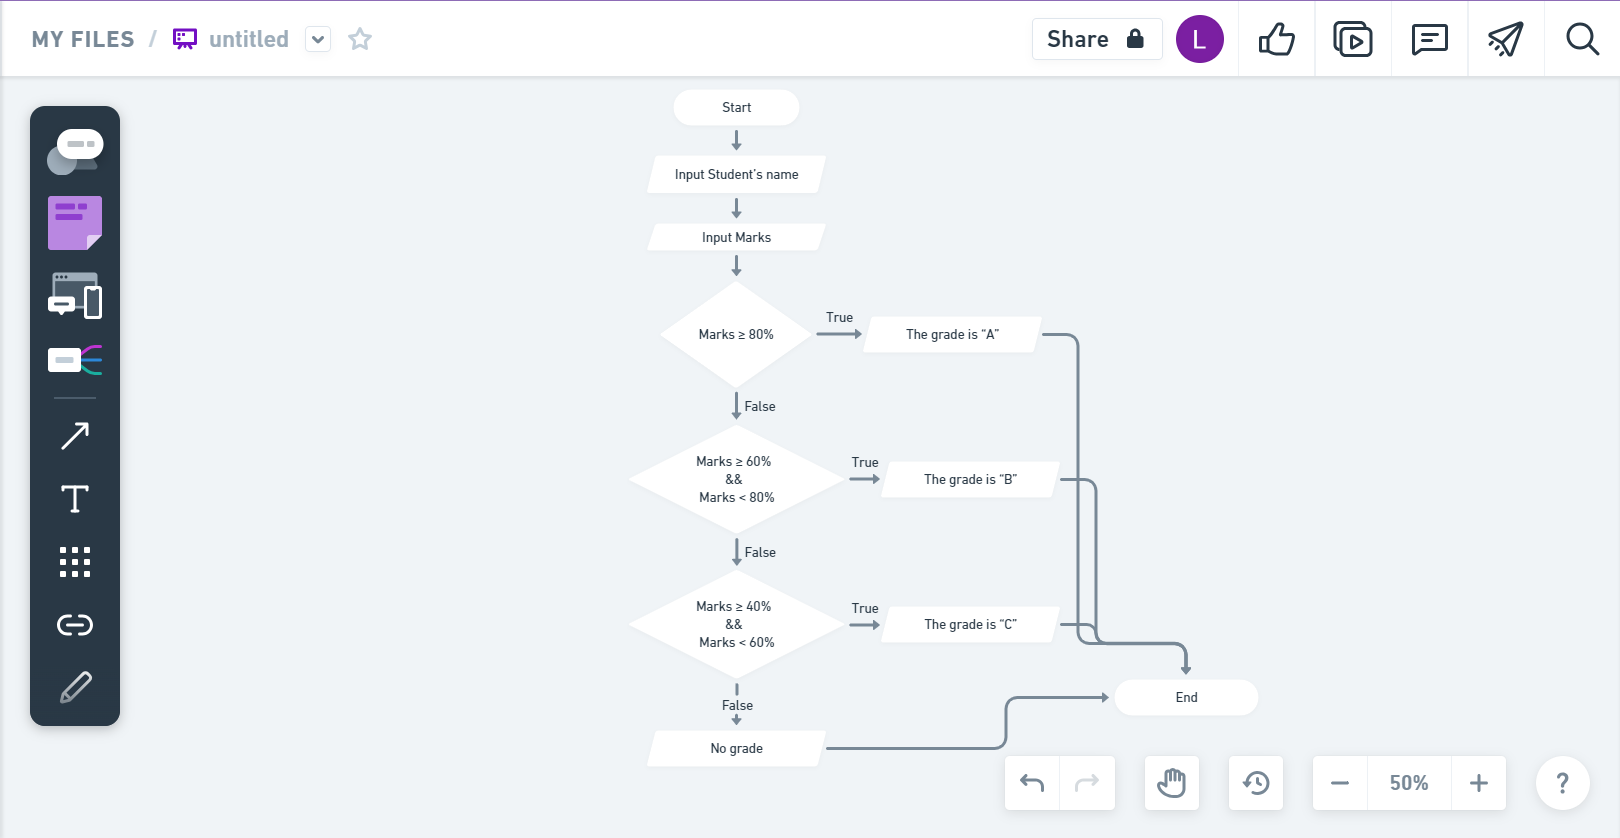 MY FILES / untitled
Share
L
Start
Input Student's name
Input Marks
Marks ≥ 80%
True
The grade is “A”
False
Marks ≥ 60%
&&
Marks < 80%
True
The grade is “B”
False
Marks ≥ 40%
&&
Marks < 60%
True
The grade is “C”
False
No grade
End
T
50%
?